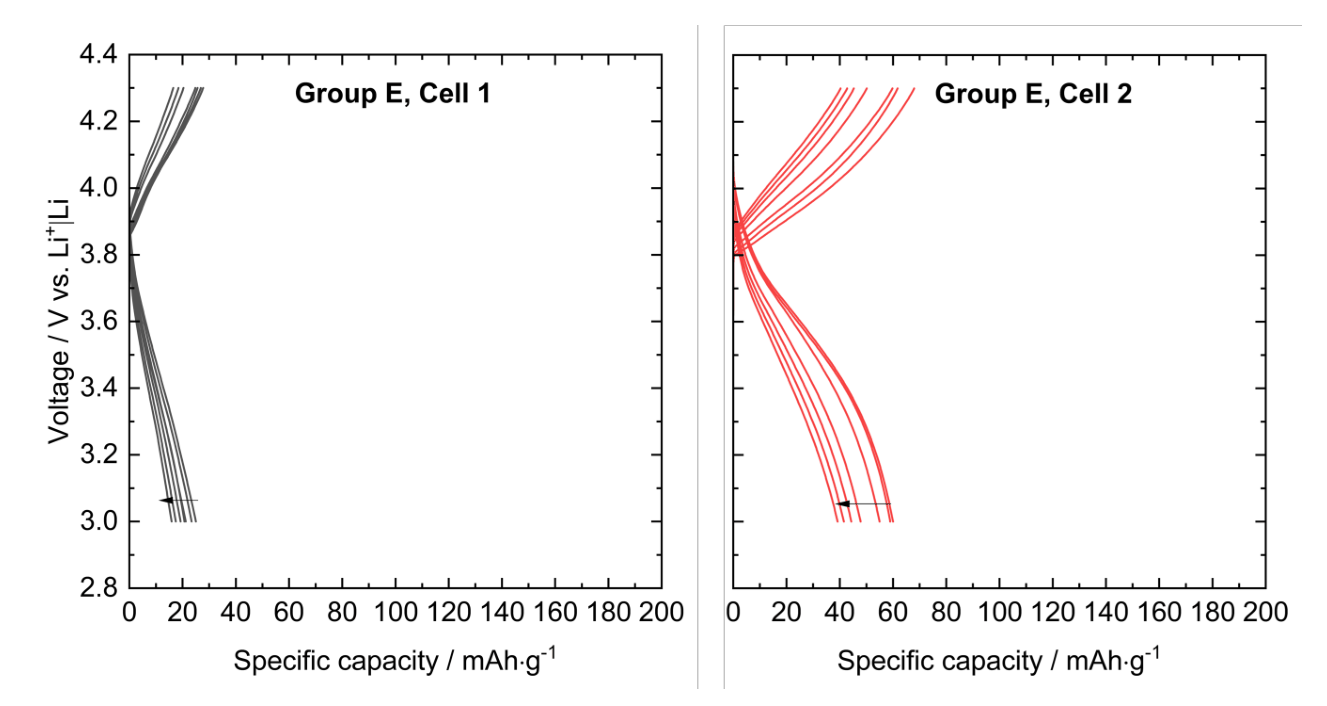 Group E, Cell 1
Voltage / V vs. Li⁺|Li
4.4
4.2
4.0
3.8
3.6
3.4
3.2
3.0
2.8
0 20 40 60 80 100 120 140 160 180 200
Specific capacity / mAh·g⁻¹
Group E, Cell 2
0 20 40 60 80 100 120 140 160 180 200
Specific capacity / mAh·g⁻¹